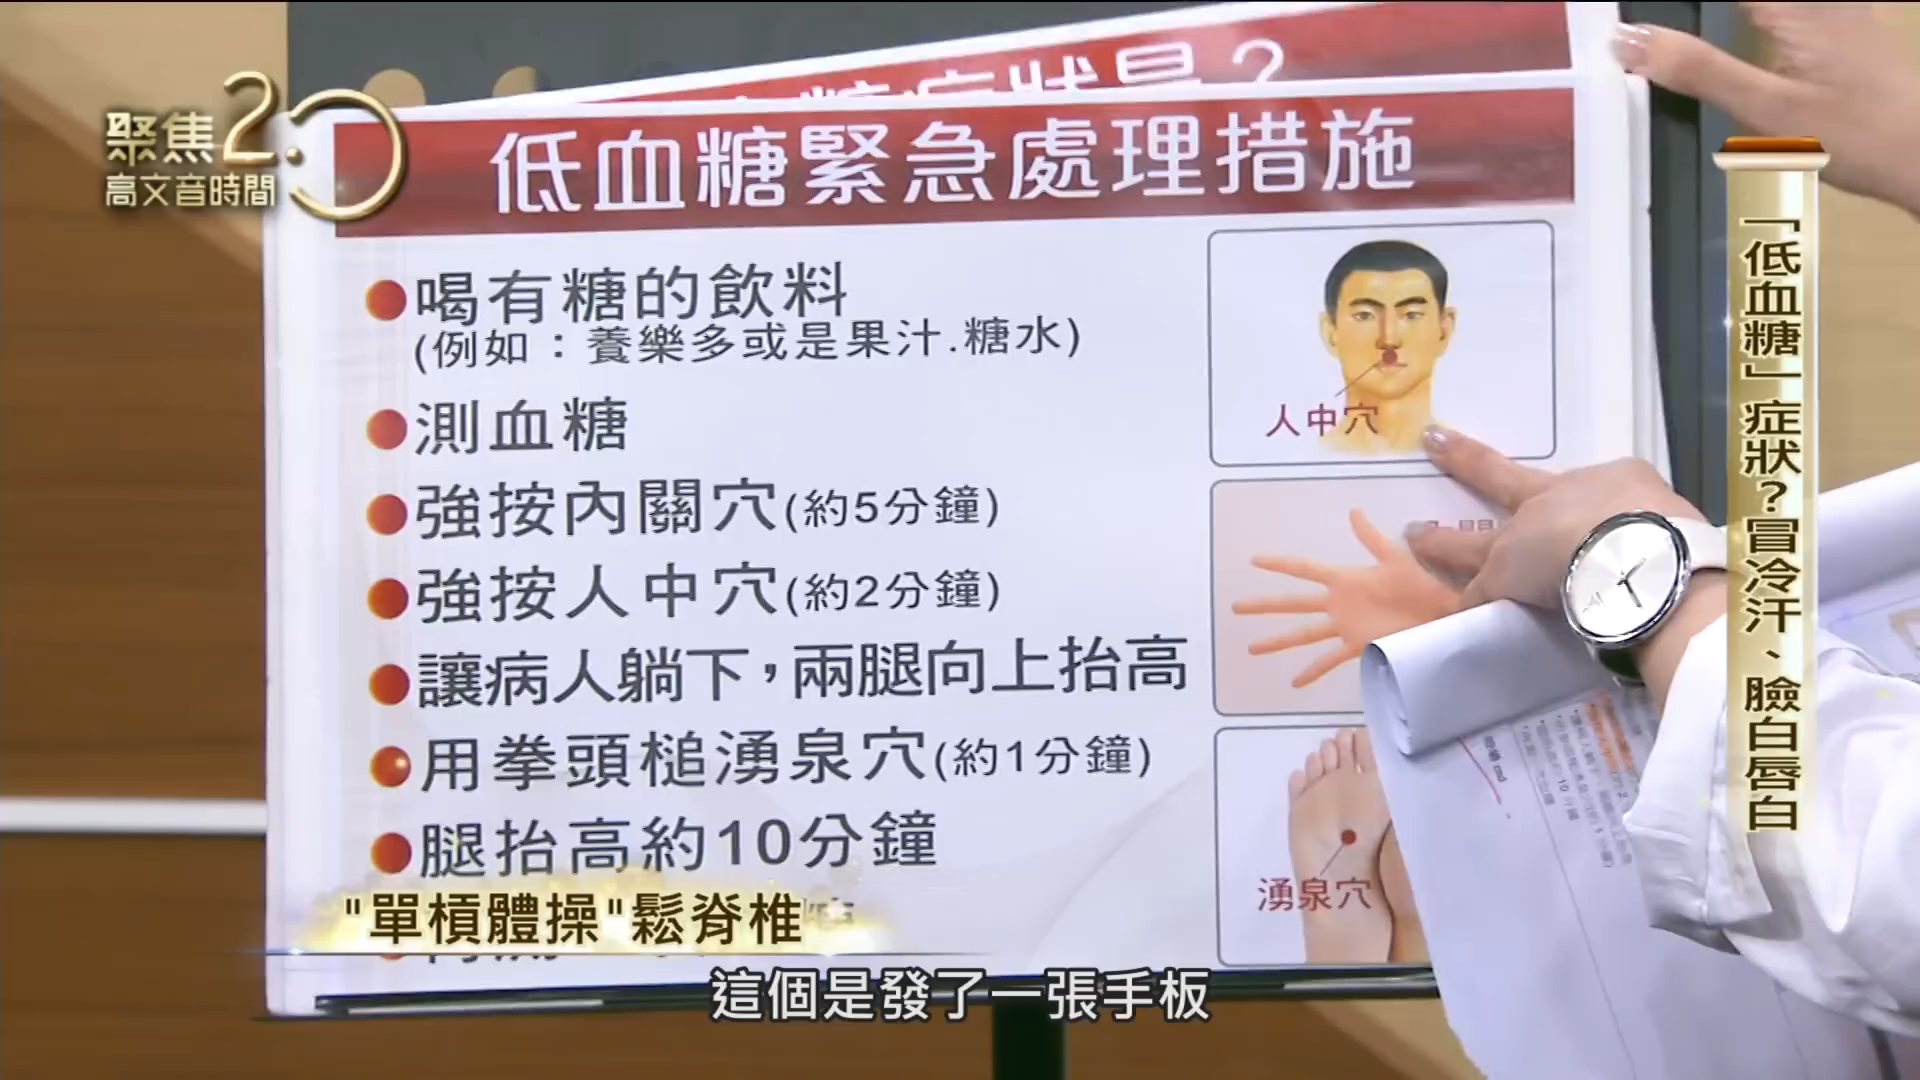 聚焦2.0
高文音時間
低血糖緊急處理措施
●喝有糖的飲料
(例如：養樂多或是果汁.糖水)
●測血糖
●強按內關穴(約5分鐘)
●強按人中穴(約2分鐘)
●讓病人躺下，兩腿向上抬高
●用拳頭槌湧泉穴(約1分鐘)
●腿抬高約10分鐘
人中穴
湧泉穴
「低血糖」症狀？冒冷汗、臉白唇白
"單槓體操"鬆脊椎
這個是發了一張手板